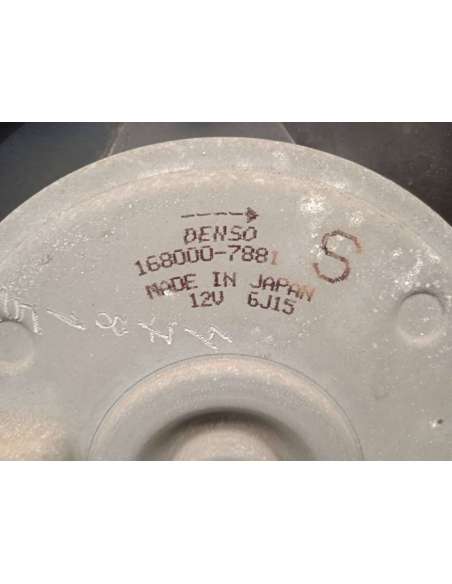 DENSO
168000-7881
S
MADE IN JAPAN
12V 6J15